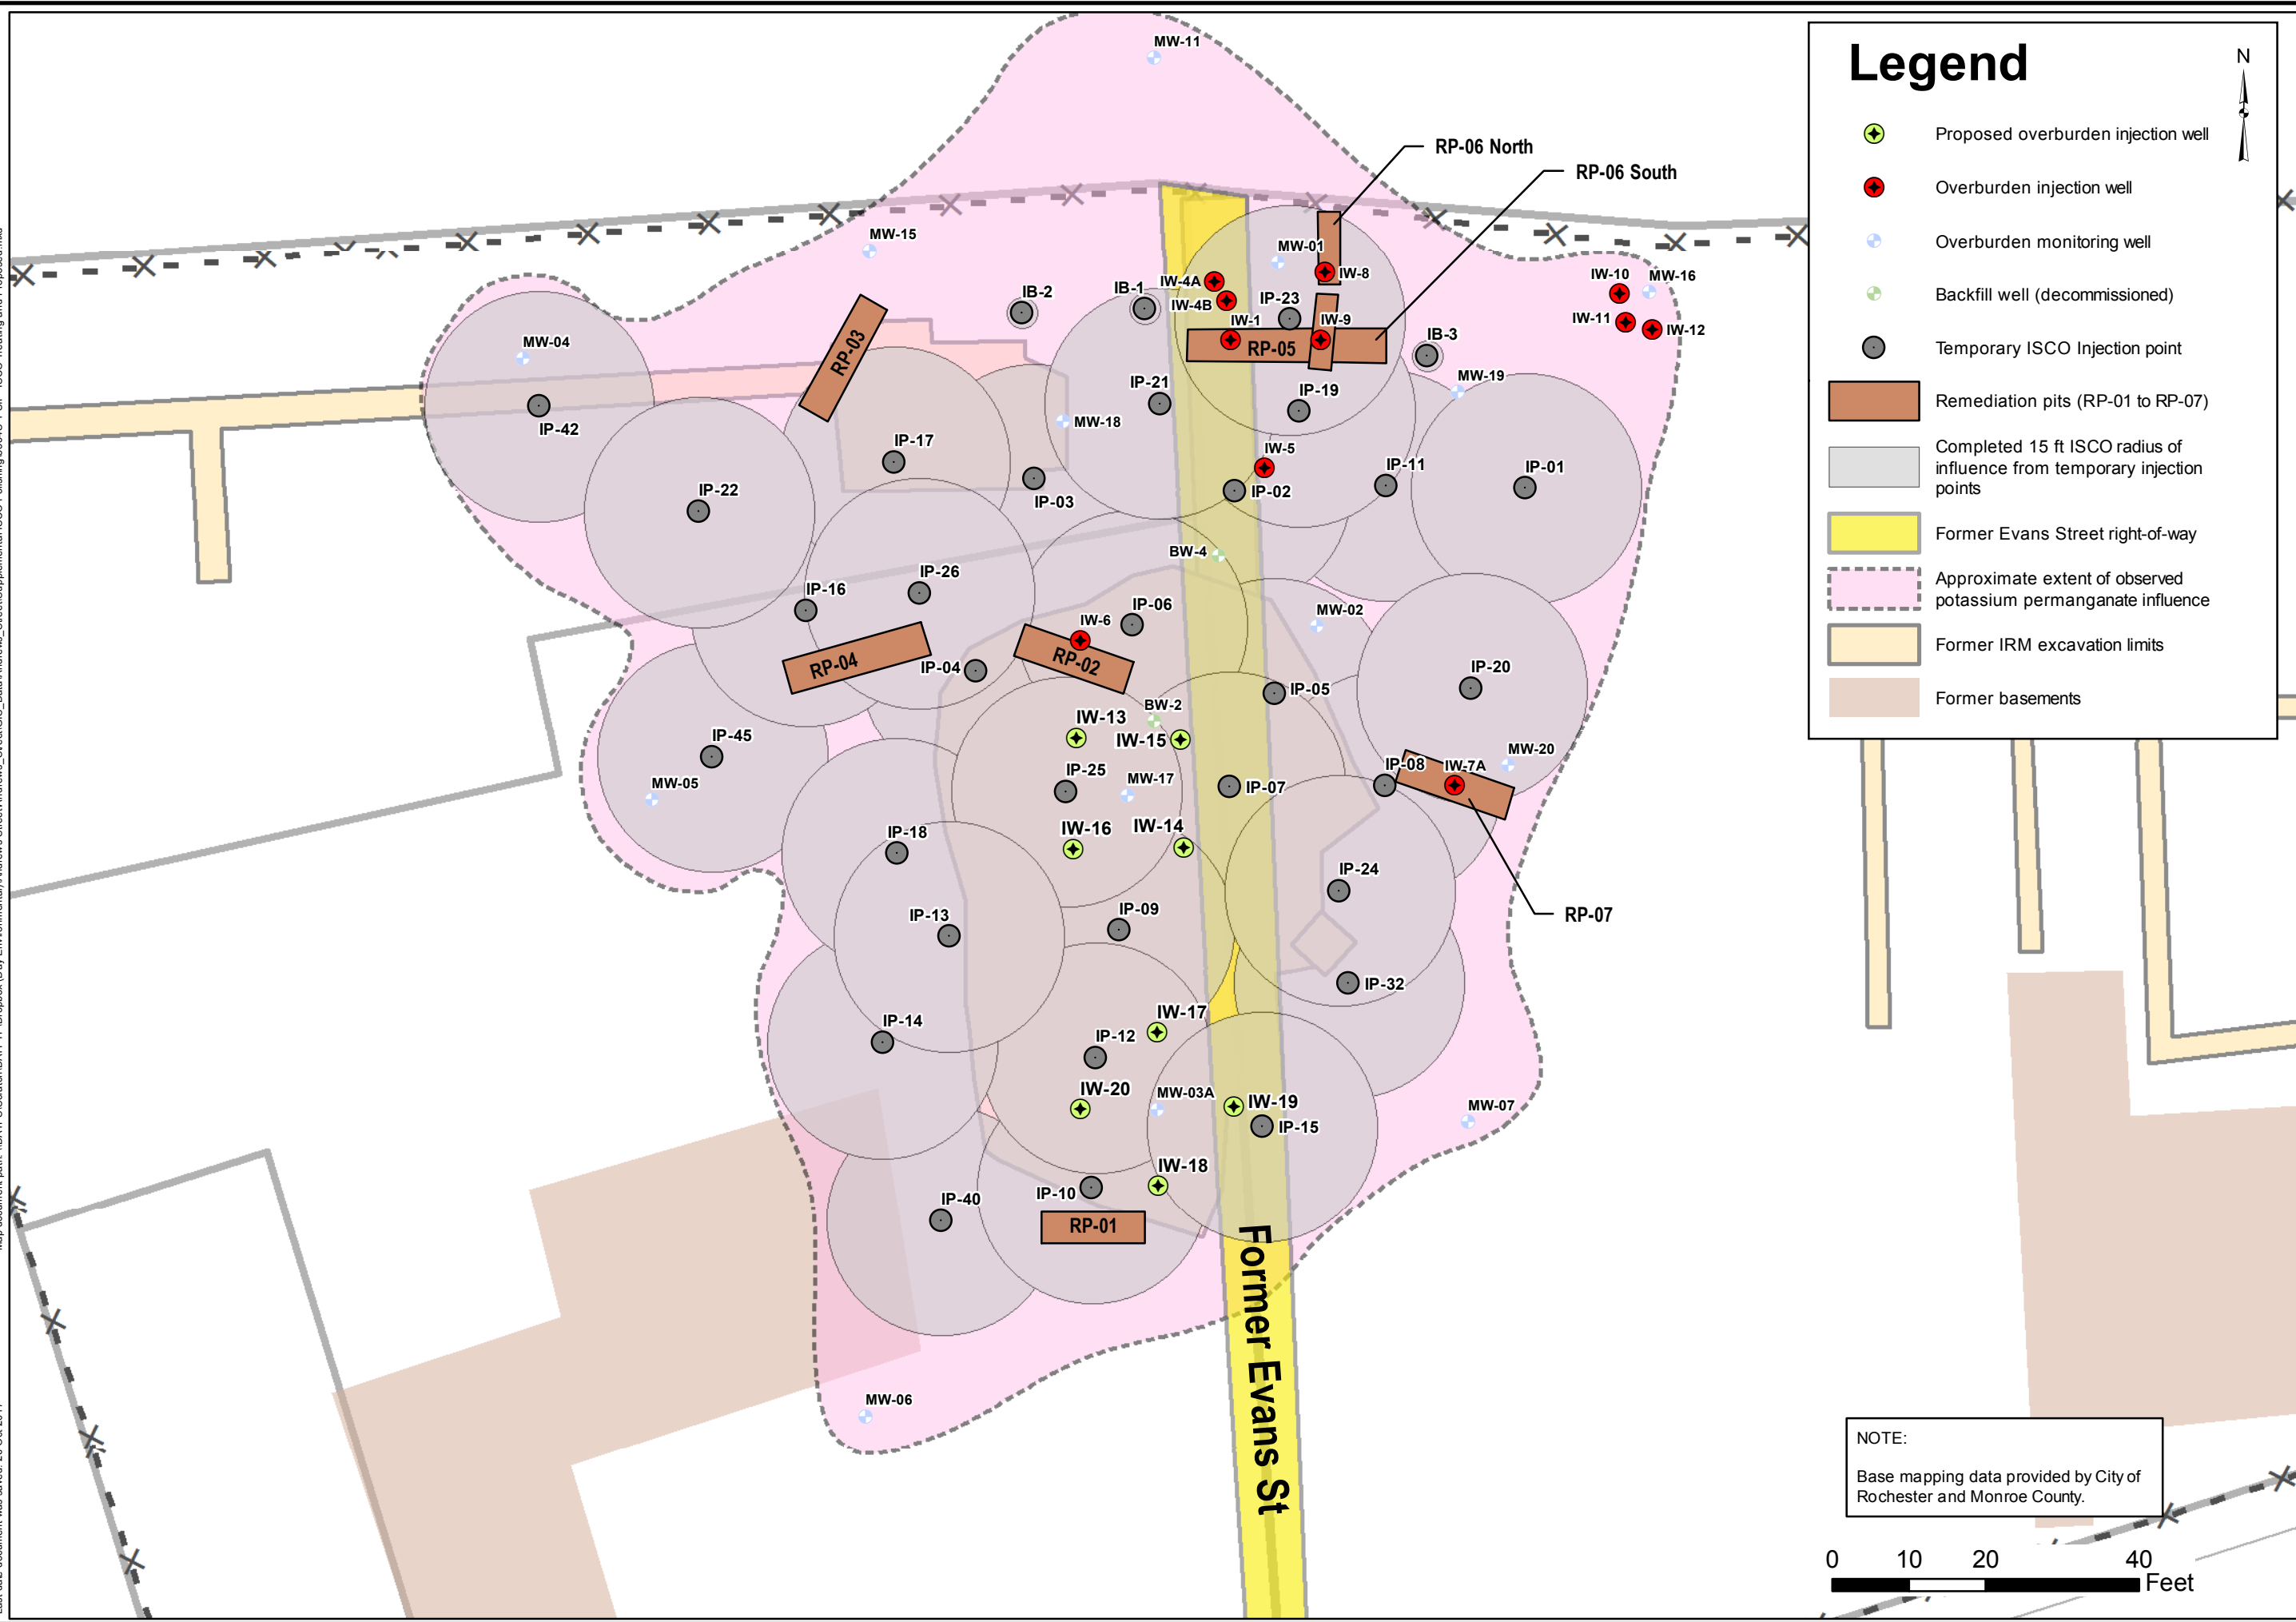 MW-11
Legend
N
Proposed overburden injection well
Overburden injection well
Overburden monitoring well
Backfill well (decommissioned)
Temporary ISCO Injection point
Remediation pits (RP-01 to RP-07)
Completed 15 ft ISCO radius of
influence from temporary injection
points
Former Evans Street right-of-way
Approximate extent of observed
potassium permanganate influence
Former IRM excavation limits
Former basements
RP-06 North
RP-06 South
MW-15
MW-01
IW-8
IW-4A
IW-4B
IB-2
IB-1
IP-23
IW-10
MW-16
IW-11
IW-12
IW-1
IW-9
RP-05
IB-3
MW-04
RP-03
IP-42
IP-21
IP-19
MW-19
MW-18
IP-17
IW-5
IP-11
IP-01
IP-22
IP-03
IP-02
BW-4
IP-26
IP-16
IP-06
MW-02
IW-6
RP-04
IP-04
RP-02
IP-05
IP-20
BW-2
IW-13
IW-15
IP-45
MW-05
IP-25
MW-17
IP-07
IP-08
IW-7A
MW-20
IP-18
IW-16
IW-14
IP-24
RP-07
IP-13
IP-09
IP-32
IP-14
IW-17
IP-12
IW-20
MW-03A
IW-19
IP-15
MW-07
IW-18
IP-10
IP-40
RP-01
Former Evans St
MW-06
NOTE:
Base mapping data provided by City of
Rochester and Monroe County.
0 10 20 40
Feet